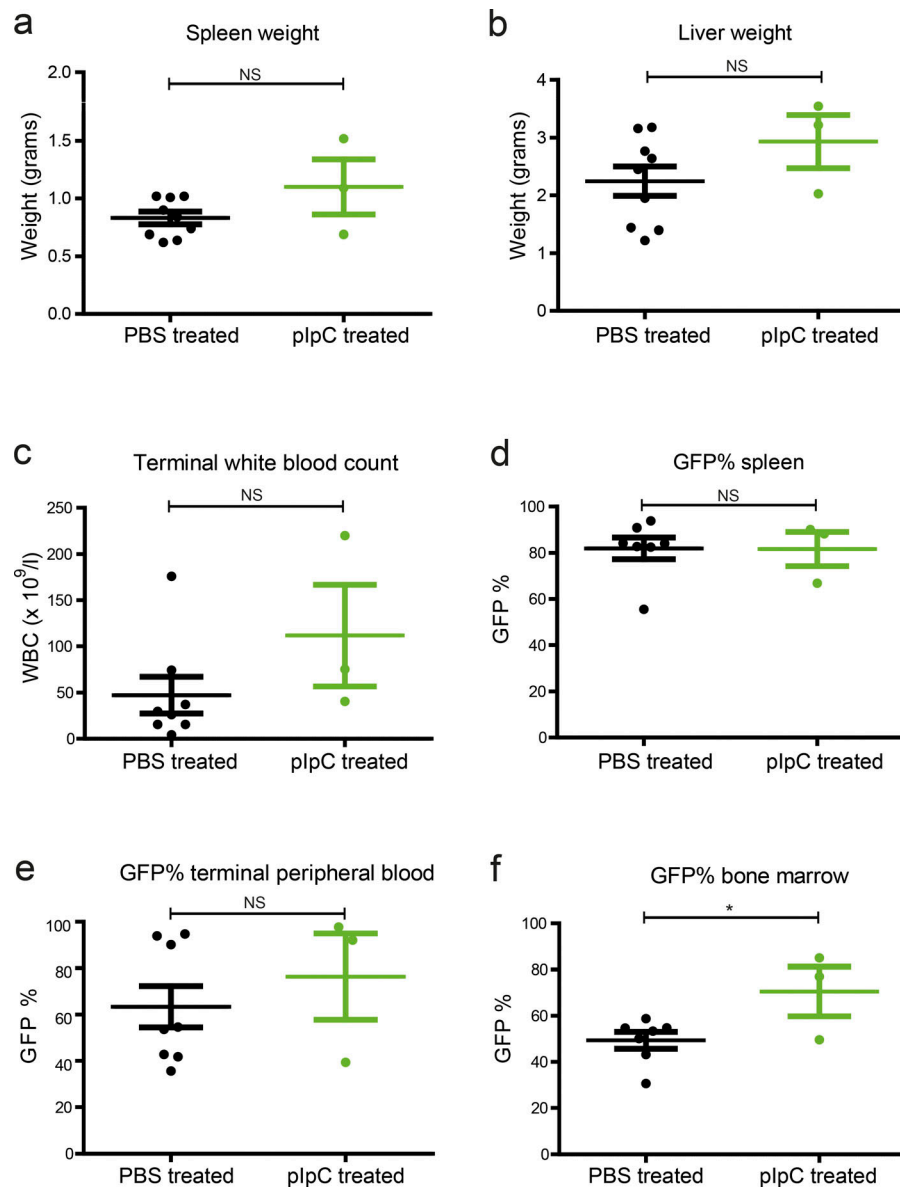 a
Spleen weight
NS
2.0
1.5
1.0
0.5
0.0
Weight (grams)
PBS treated
pIpC treated
b
Liver weight
NS
4
3
2
1
0
Weight (grams)
PBS treated
pIpC treated
c
Terminal white blood count
NS
250
200
150
100
50
0
WBC (x 10^9/l)
PBS treated
pIpC treated
d
GFP% spleen
NS
100
80
60
40
20
0
GFP %
PBS treated
pIpC treated
e
GFP% terminal peripheral blood
NS
100
80
60
40
20
0
GFP %
PBS treated
pIpC treated
f
GFP% bone marrow
*
100
80
60
40
20
0
GFP %
PBS treated
pIpC treated